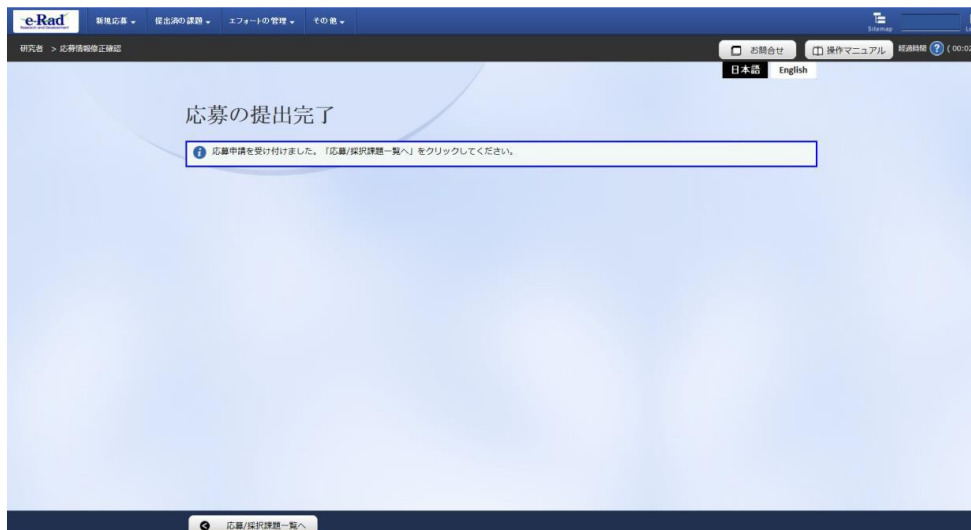 e-Rad
新規応募 提出済の課題 エフォートの管理 その他 Sitemap
研究者 > 応募情報修正確認 お問合せ 操作マニュアル 経過時間 ? ( 00:02
日本語 English
応募の提出完了
応募申請を受け付けました。「応募/採択課題一覧へ」をクリックしてください。
応募/採択課題一覧へ